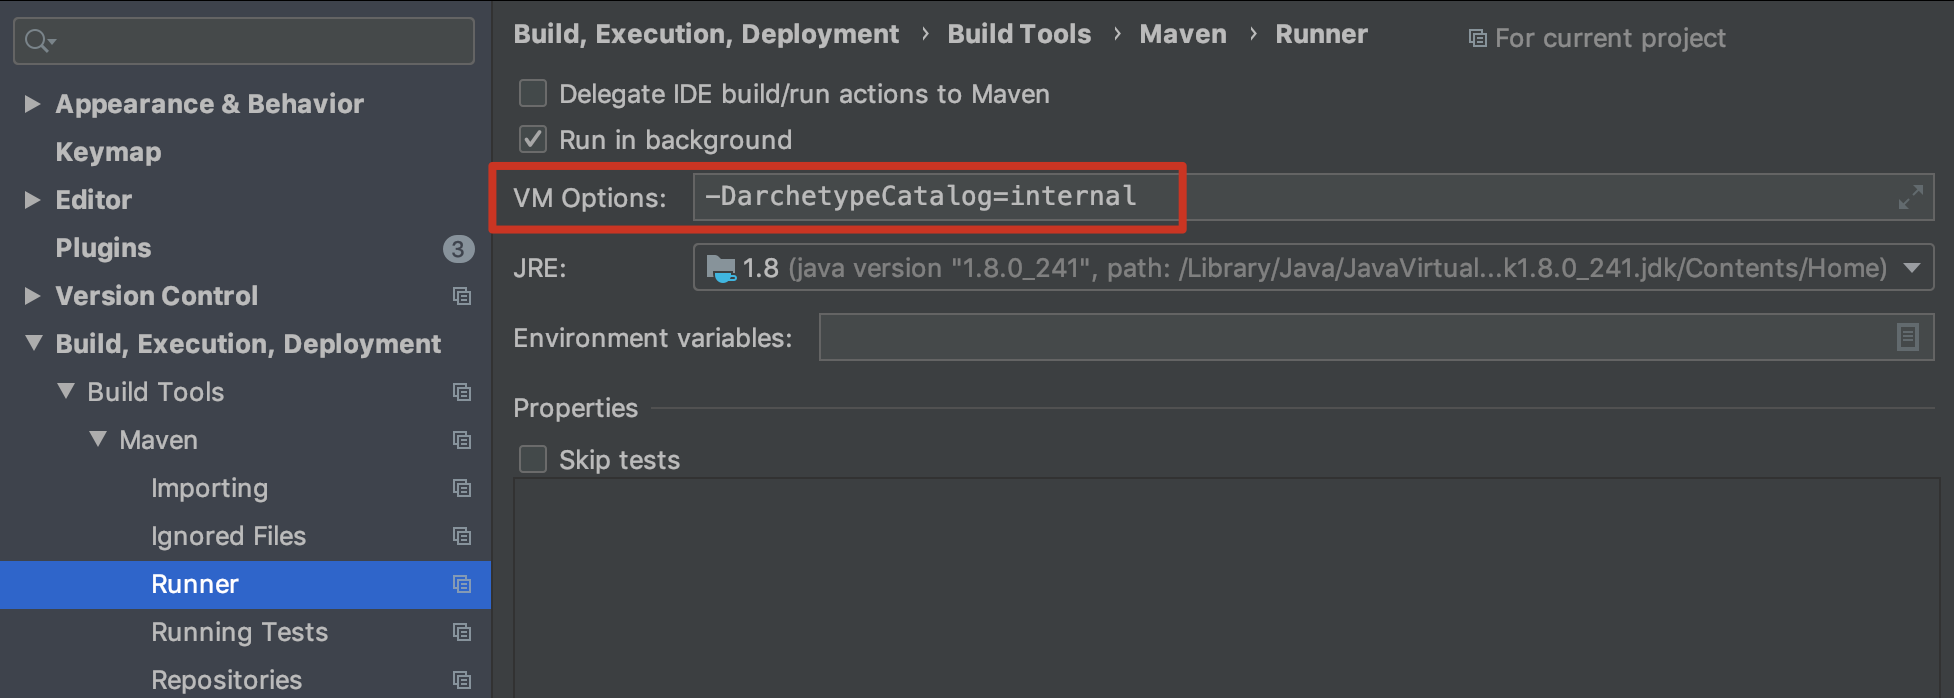 Appearance & Behavior
Keymap
Editor
Plugins 3
Version Control
Build, Execution, Deployment
Build Tools
Maven
Importing
Ignored Files
Runner
Running Tests
Repositories
Build, Execution, Deployment › Build Tools › Maven › Runner For current project
Delegate IDE build/run actions to Maven
Run in background
VM Options: -DarchetypeCatalog=internal
JRE: 1.8 (java version "1.8.0_241", path: /Library/Java/JavaVirtual...k1.8.0_241.jdk/Contents/Home)
Environment variables:
Properties
Skip tests